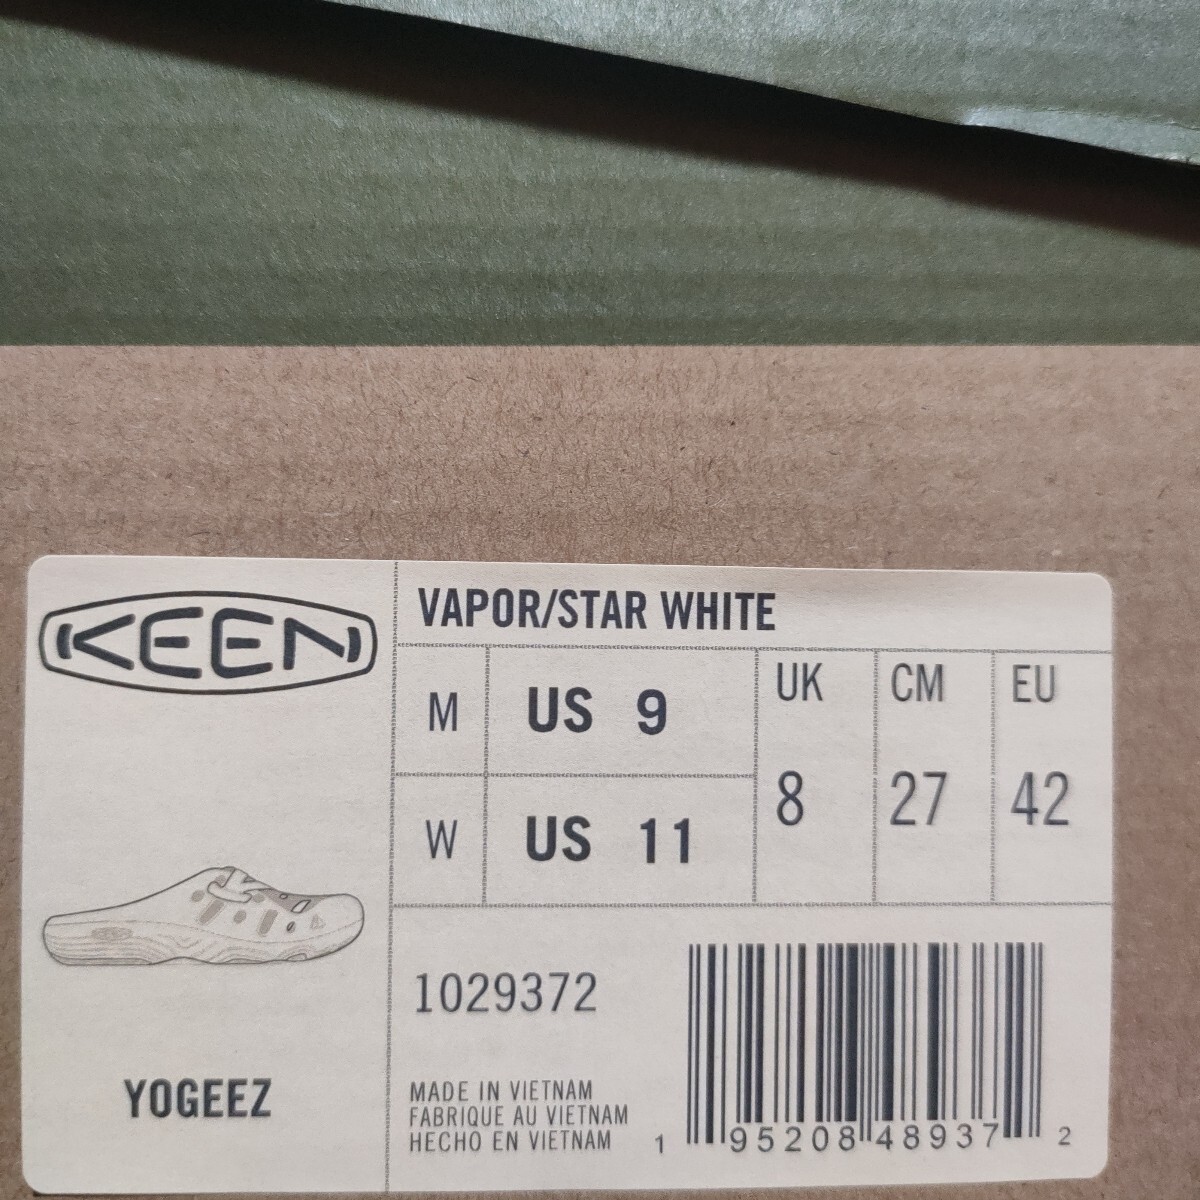 KEEN
VAPOR/STAR WHITE
M US 9
W US 11
UK CM EU
8 27 42
1029372
YOGEEZ
MADE IN VIETNAM
FABRIQUE AU VIETNAM
HECHO EN VIETNAM
1 95208 48937 2